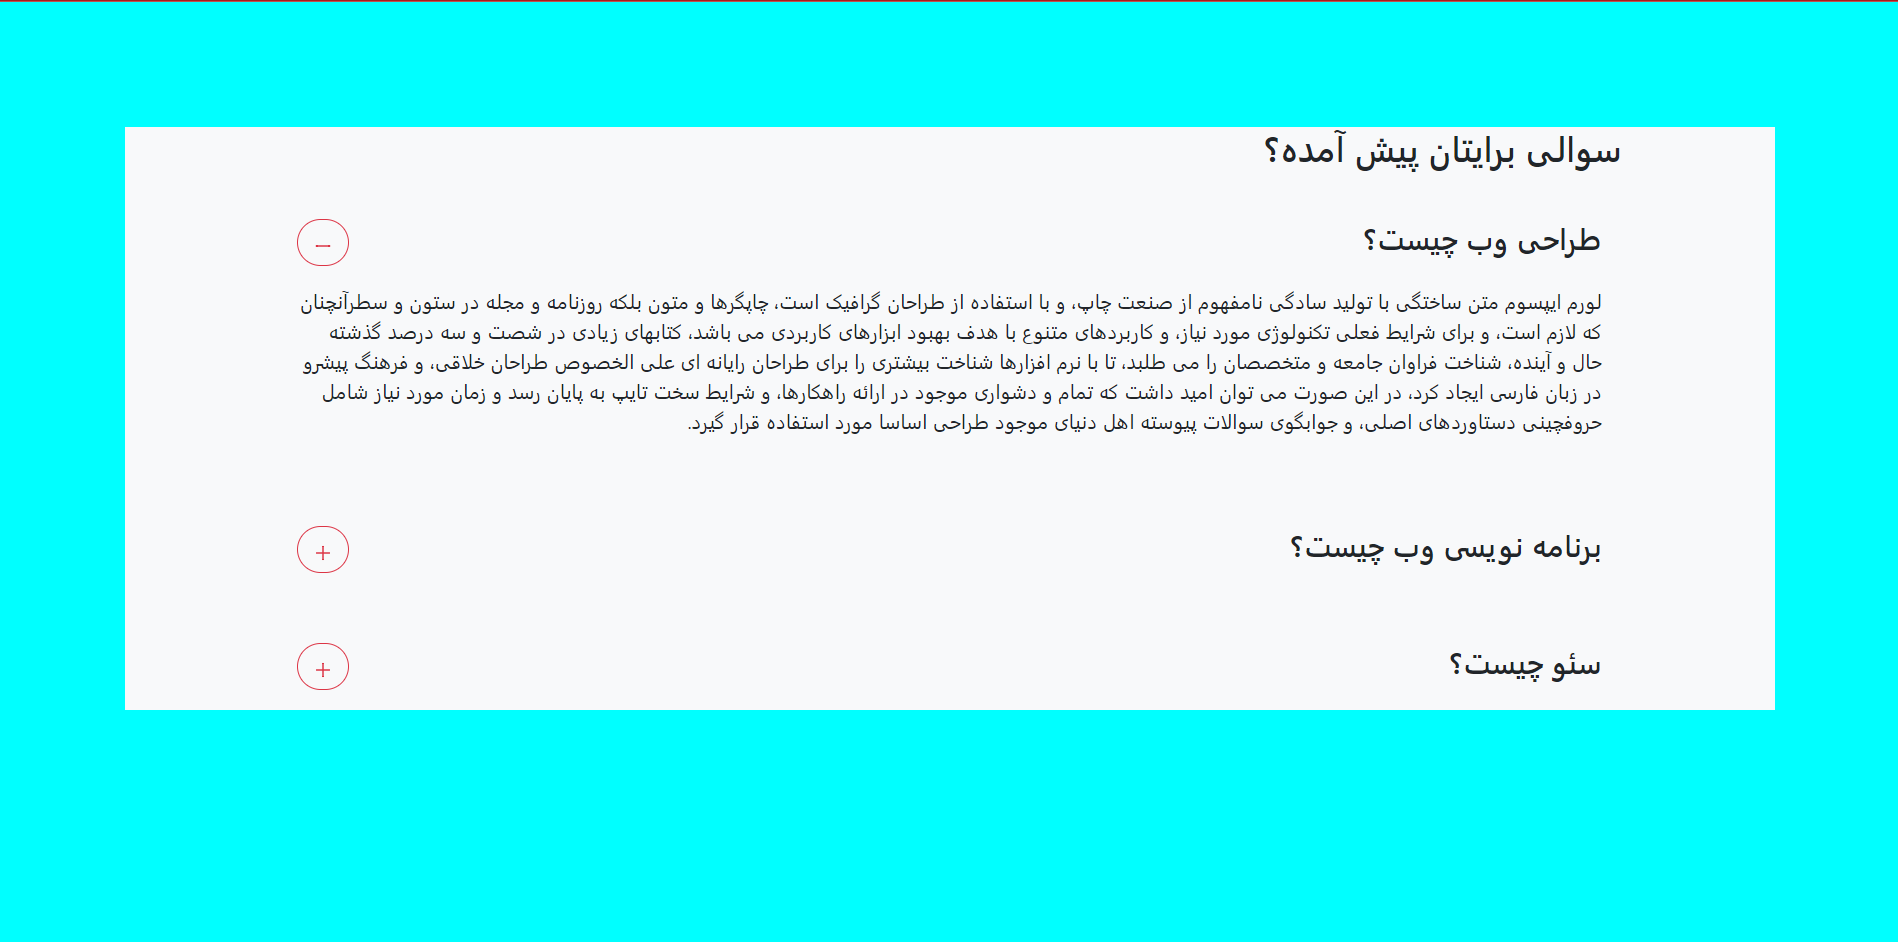 سوالی برایتان پیش آمده؟
طراحی وب چیست؟
−
لورم ایپسوم متن ساختگی با تولید سادگی نامفهوم از صنعت چاپ، و با استفاده از طراحان گرافیک است، چاپگرها و متون بلکه روزنامه و مجله در ستون و سطرآنچنان
که لازم است، و برای شرایط فعلی تکنولوژی مورد نیاز، و کاربردهای متنوع با هدف بهبود ابزارهای کاربردی می باشد، کتابهای زیادی در شصت و سه درصد گذشته
حال و آینده، شناخت فراوان جامعه و متخصصان را می طلبد، تا با نرم افزارها شناخت بیشتری را برای طراحان رایانه ای علی الخصوص طراحان خلاقی، و فرهنگ پیشرو
در زبان فارسی ایجاد کرد، در این صورت می توان امید داشت که تمام و دشواری موجود در ارائه راهکارها، و شرایط سخت تایپ به پایان رسد و زمان مورد نیاز شامل
حروفچینی دستاوردهای اصلی، و جوابگوی سوالات پیوسته اهل دنیای موجود طراحی اساسا مورد استفاده قرار گیرد.
برنامه نویسی وب چیست؟
+
سئو چیست؟
+